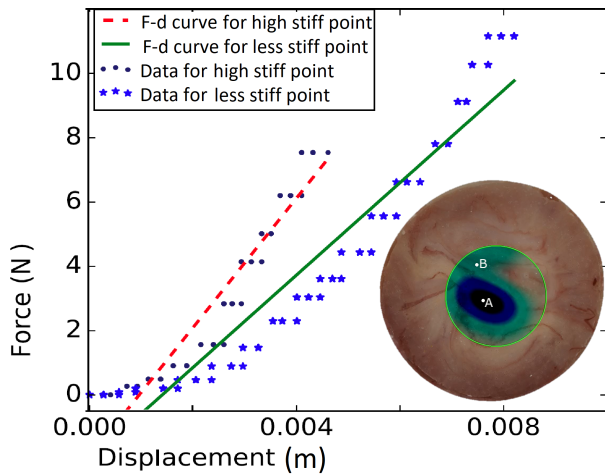 F-d curve for high stiff point
F-d curve for less stiff point
Data for high stiff point
Data for less stiff point
10
8
6
4
2
0
Force (N)
B
A
0.000
0.004
0.008
Displacement (m)